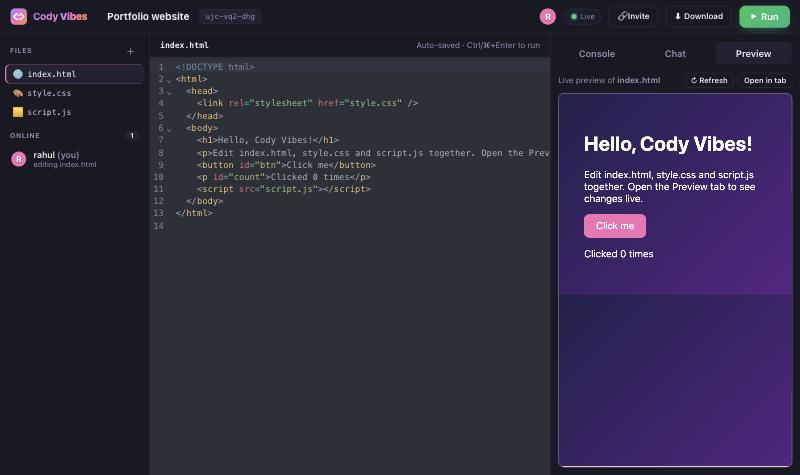 Cody Vibes Portfolio website ujc-vq2-dhg R Live Invite Download Run
FILES +
index.html
style.css
script.js
ONLINE 1
R rahul (you)
editing index.html
index.html Auto-saved · Ctrl/⌘+Enter to run
1 <!DOCTYPE html>
2 <html>
3 <head>
4 <link rel="stylesheet" href="style.css" />
5 </head>
6 <body>
7 <h1>Hello, Cody Vibes!</h1>
8 <p>Edit index.html, style.css and script.js together. Open the Prev
9 <button id="btn">Click me</button>
10 <p id="count">Clicked 0 times</p>
11 <script src="script.js"></script>
12 </body>
13 </html>
14
Console Chat Preview
Live preview of index.html Refresh Open in tab
Hello, Cody Vibes!
Edit index.html, style.css and script.js
together. Open the Preview tab to see
changes live.
Click me
Clicked 0 times